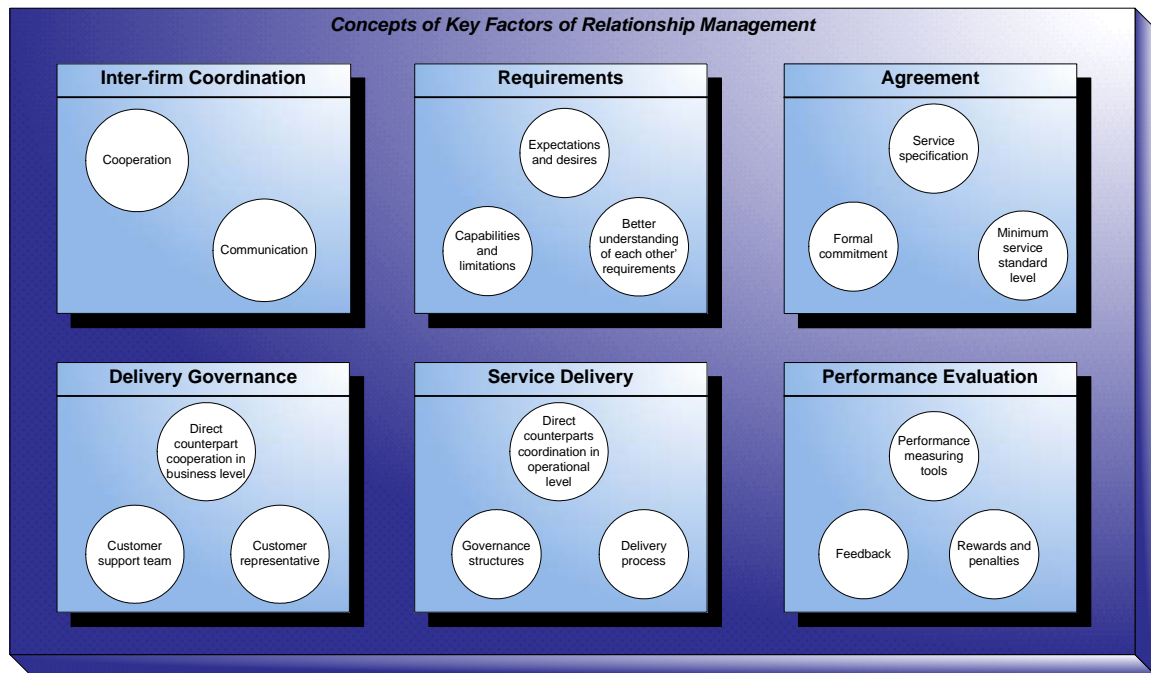 Concepts of Key Factors of Relationship Management
Inter-firm Coordination
Cooperation
Communication
Requirements
Expectations
and desires
Capabilities
and
limitations
Better
understanding
of each other'
requirements
Agreement
Service
specification
Formal
commitment
Minimum
service
standard
level
Delivery Governance
Direct
counterpart
cooperation in
business level
Customer
support team
Customer
representative
Service Delivery
Direct
counterparts
coordination in
operational level
Governance
structures
Delivery
process
Performance Evaluation
Performance
measuring
tools
Feedback
Rewards and
penalties